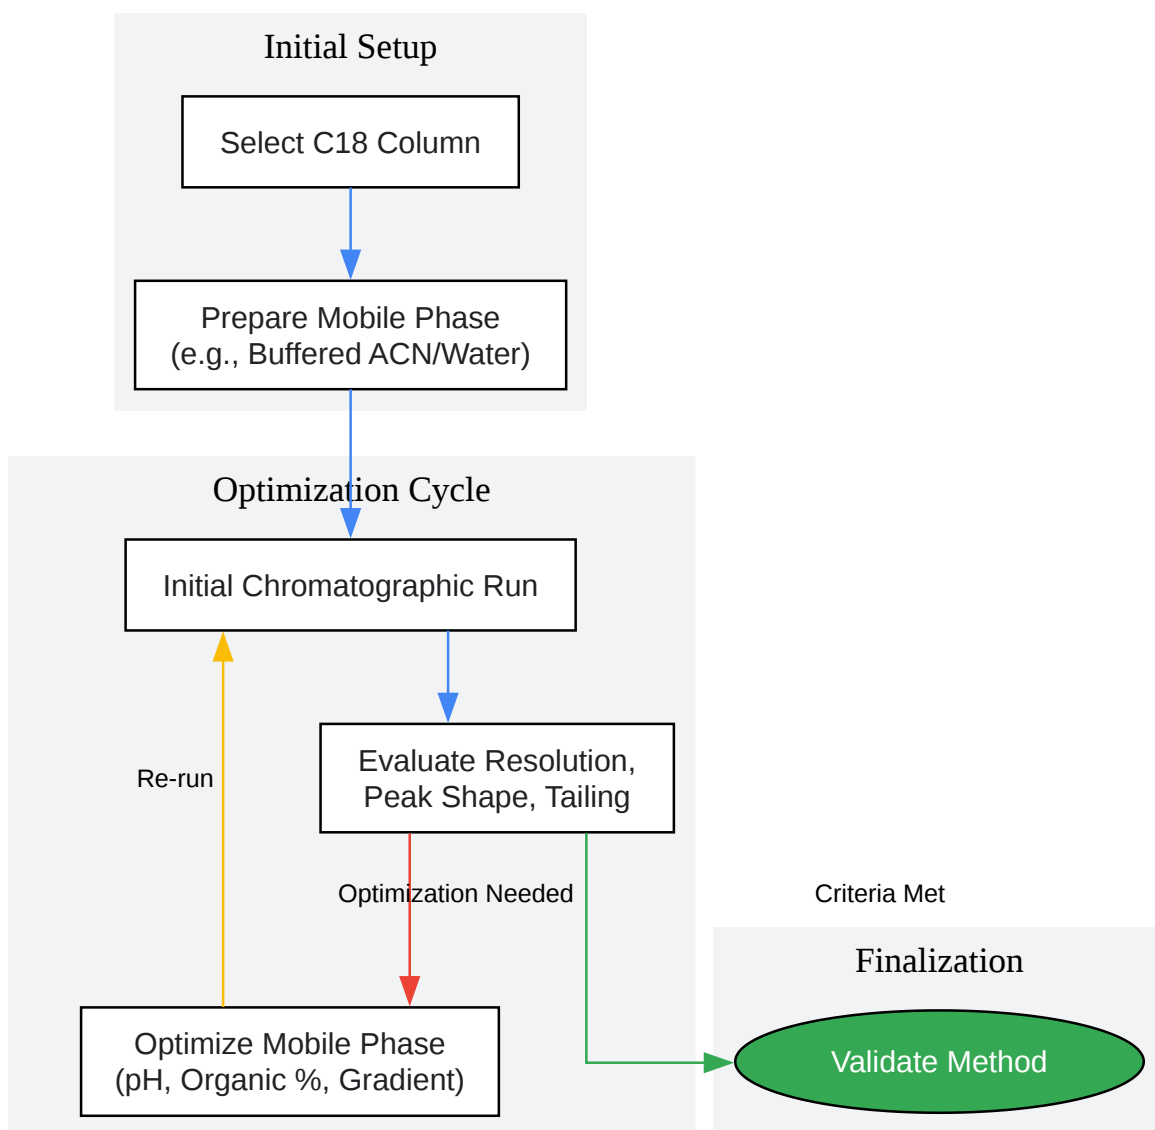 Initial Setup
Select C18 Column
Prepare Mobile Phase
(e.g., Buffered ACN/Water)
Optimization Cycle
Initial Chromatographic Run
Evaluate Resolution,
Peak Shape, Tailing
Re-run
Optimization Needed
Criteria Met
Optimize Mobile Phase
(pH, Organic %, Gradient)
Finalization
Validate Method